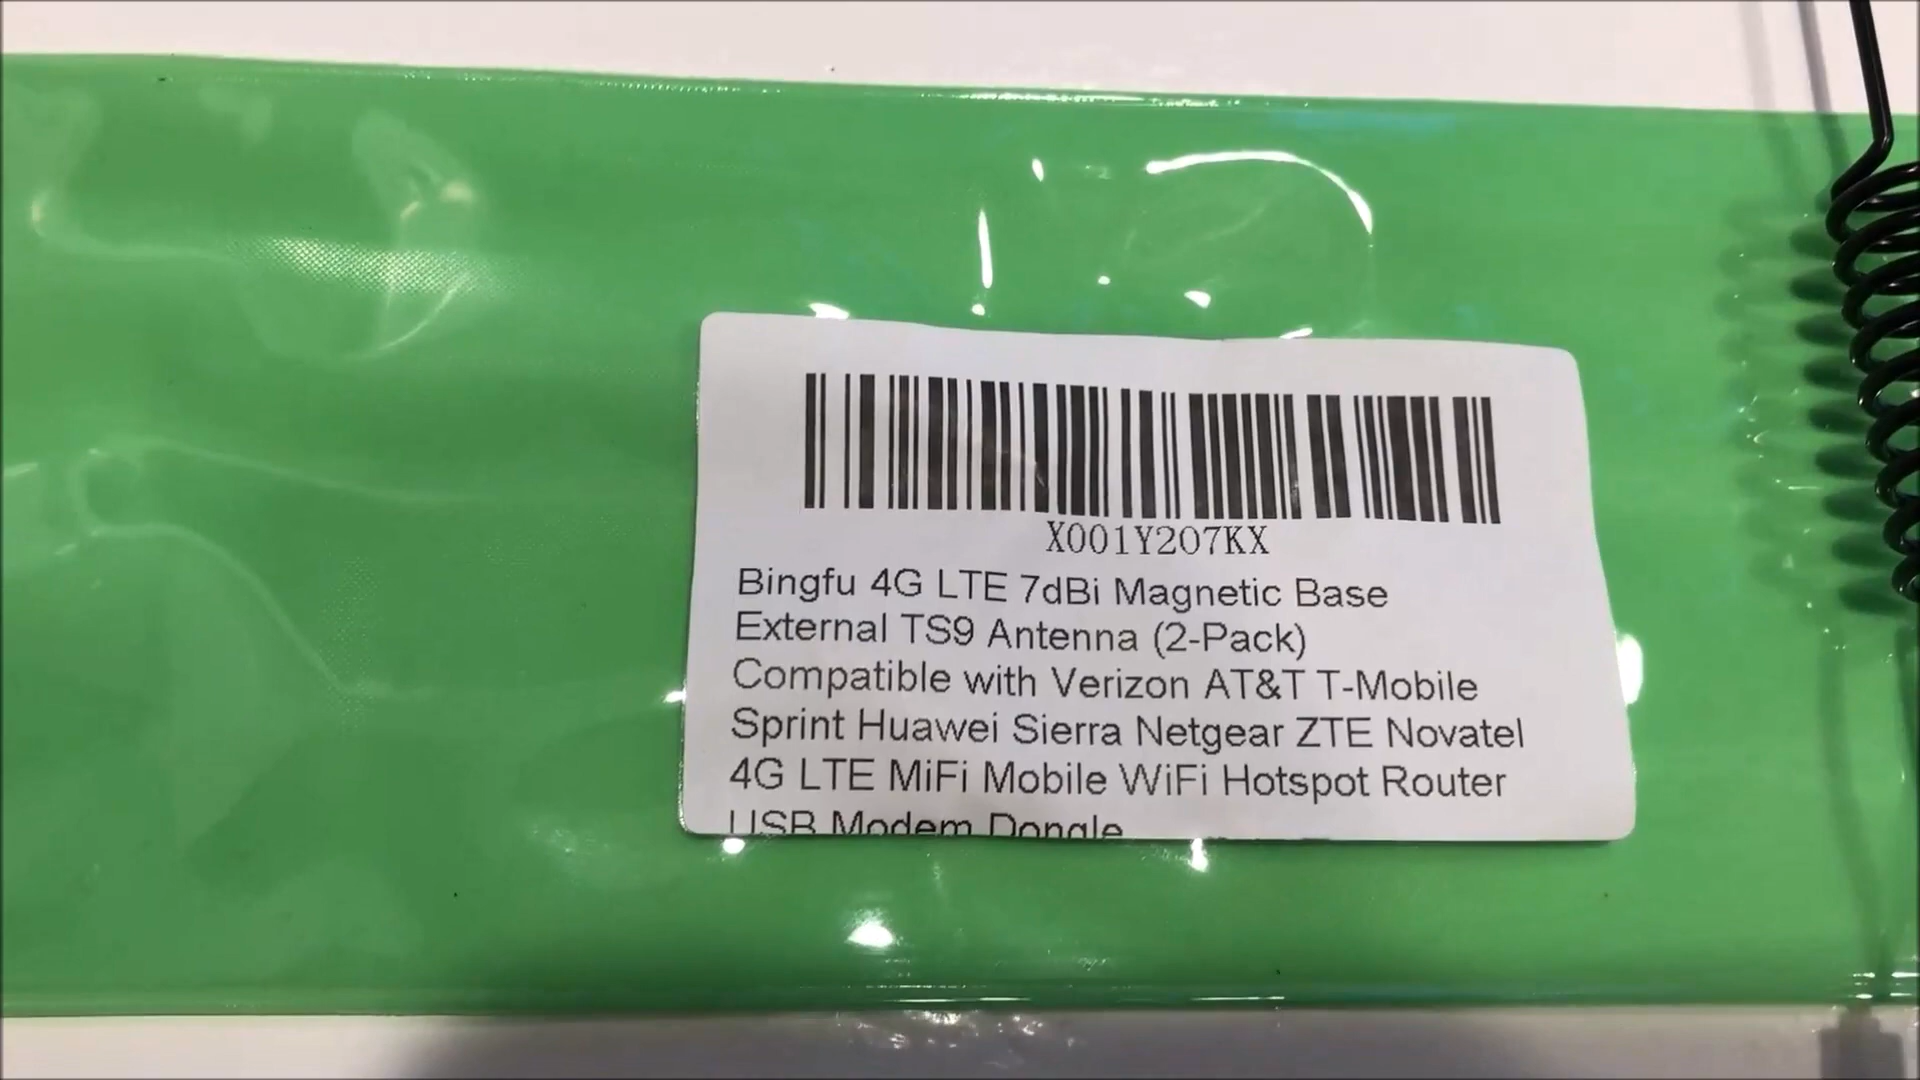 X001Y207KX
Bingfu 4G LTE 7dBi Magnetic Base
External TS9 Antenna (2-Pack)
Compatible with Verizon AT&T T-Mobile
Sprint Huawei Sierra Netgear ZTE Novatel
4G LTE MiFi Mobile WiFi Hotspot Router
USB Modem Dongle